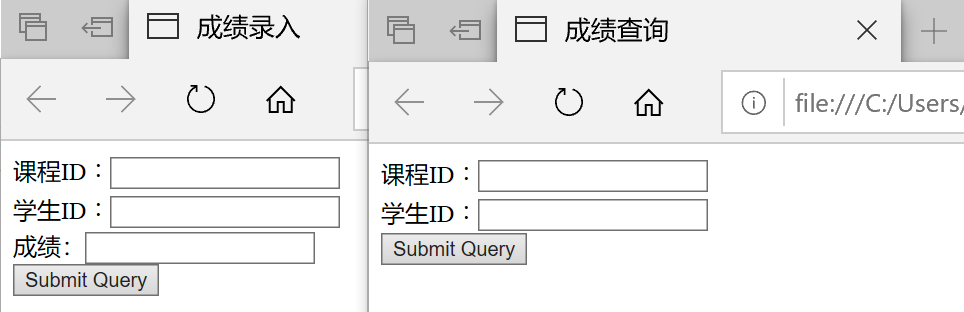 成绩录入
课程ID：
学生ID：
成绩：
Submit Query
成绩查询
file:///C:/Users/
课程ID：
学生ID：
Submit Query